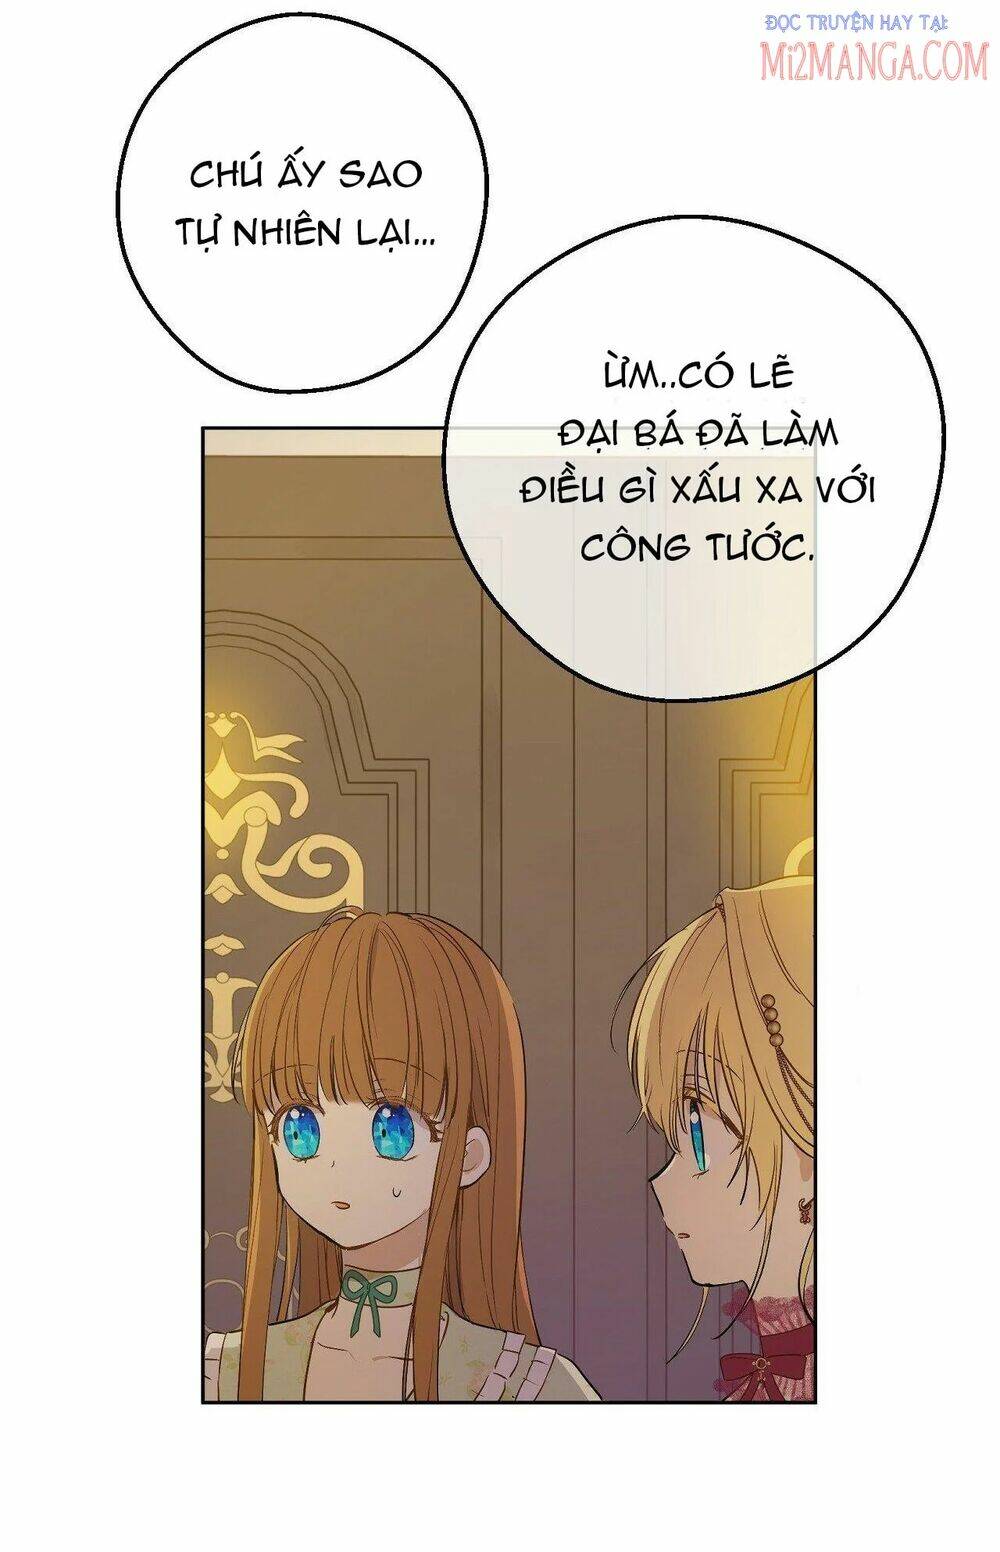 ĐỌC TRUYỆN HAY TẠI:
MI2MANGA.COM
CHÚ ẤY SAO
TỰ NHIÊN LẠI...
ỪM..CÓ LẼ
ĐẠI BÁ ĐÃ LÀM
ĐIỀU GÌ XẤU XA VỚI
CÔNG TƯỚC.